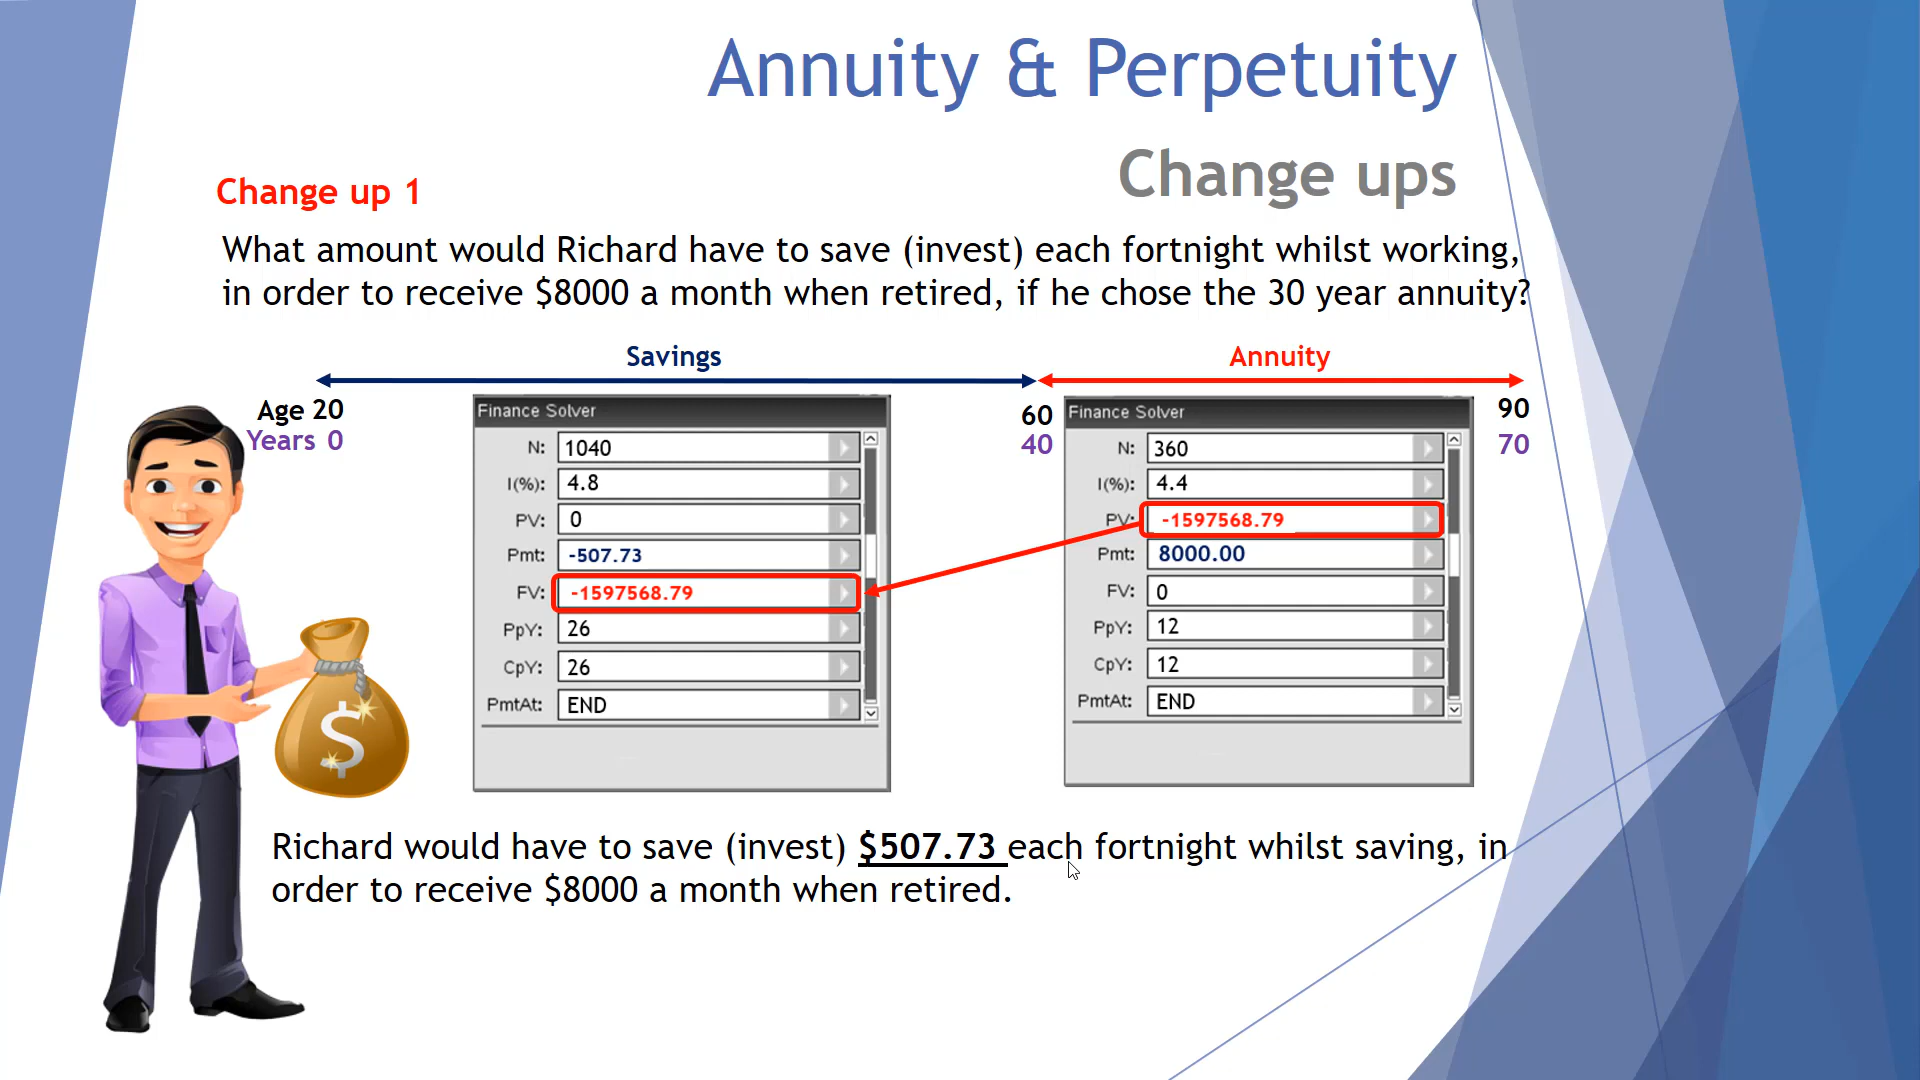 Annuity & Perpetuity
Change ups
Change up 1
What amount would Richard have to save (invest) each fortnight whilst working,
in order to receive $8000 a month when retired, if he chose the 30 year annuity?
Savings
Annuity
Age 20
Years 0
60
40
90
70
Finance Solver
N: 1040
I(%): 4.8
PV: 0
Pmt: -507.73
FV: -1597568.79
PpY: 26
CpY: 26
PmtAt: END
Finance Solver
N: 360
I(%): 4.4
PV: -1597568.79
Pmt: 8000.00
FV: 0
PpY: 12
CpY: 12
PmtAt: END
$
Richard would have to save (invest) $507.73 each fortnight whilst saving, in
order to receive $8000 a month when retired.